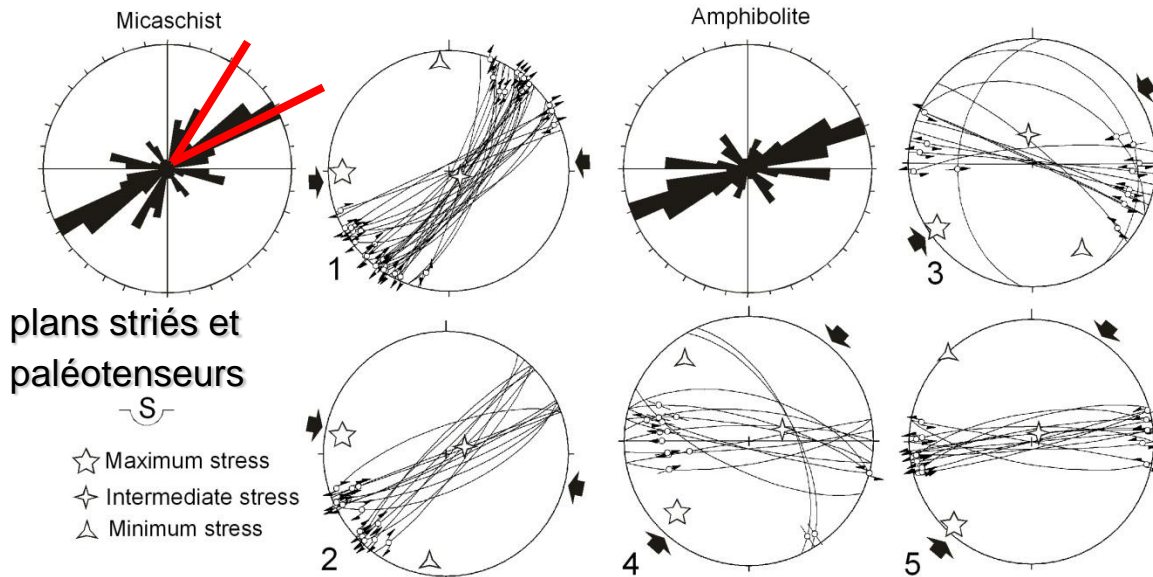 Micaschist
Amphibolite
1
3
plans striés et
paléotenseurs
S
Maximum stress
Intermediate stress
Minimum stress
2
4
5